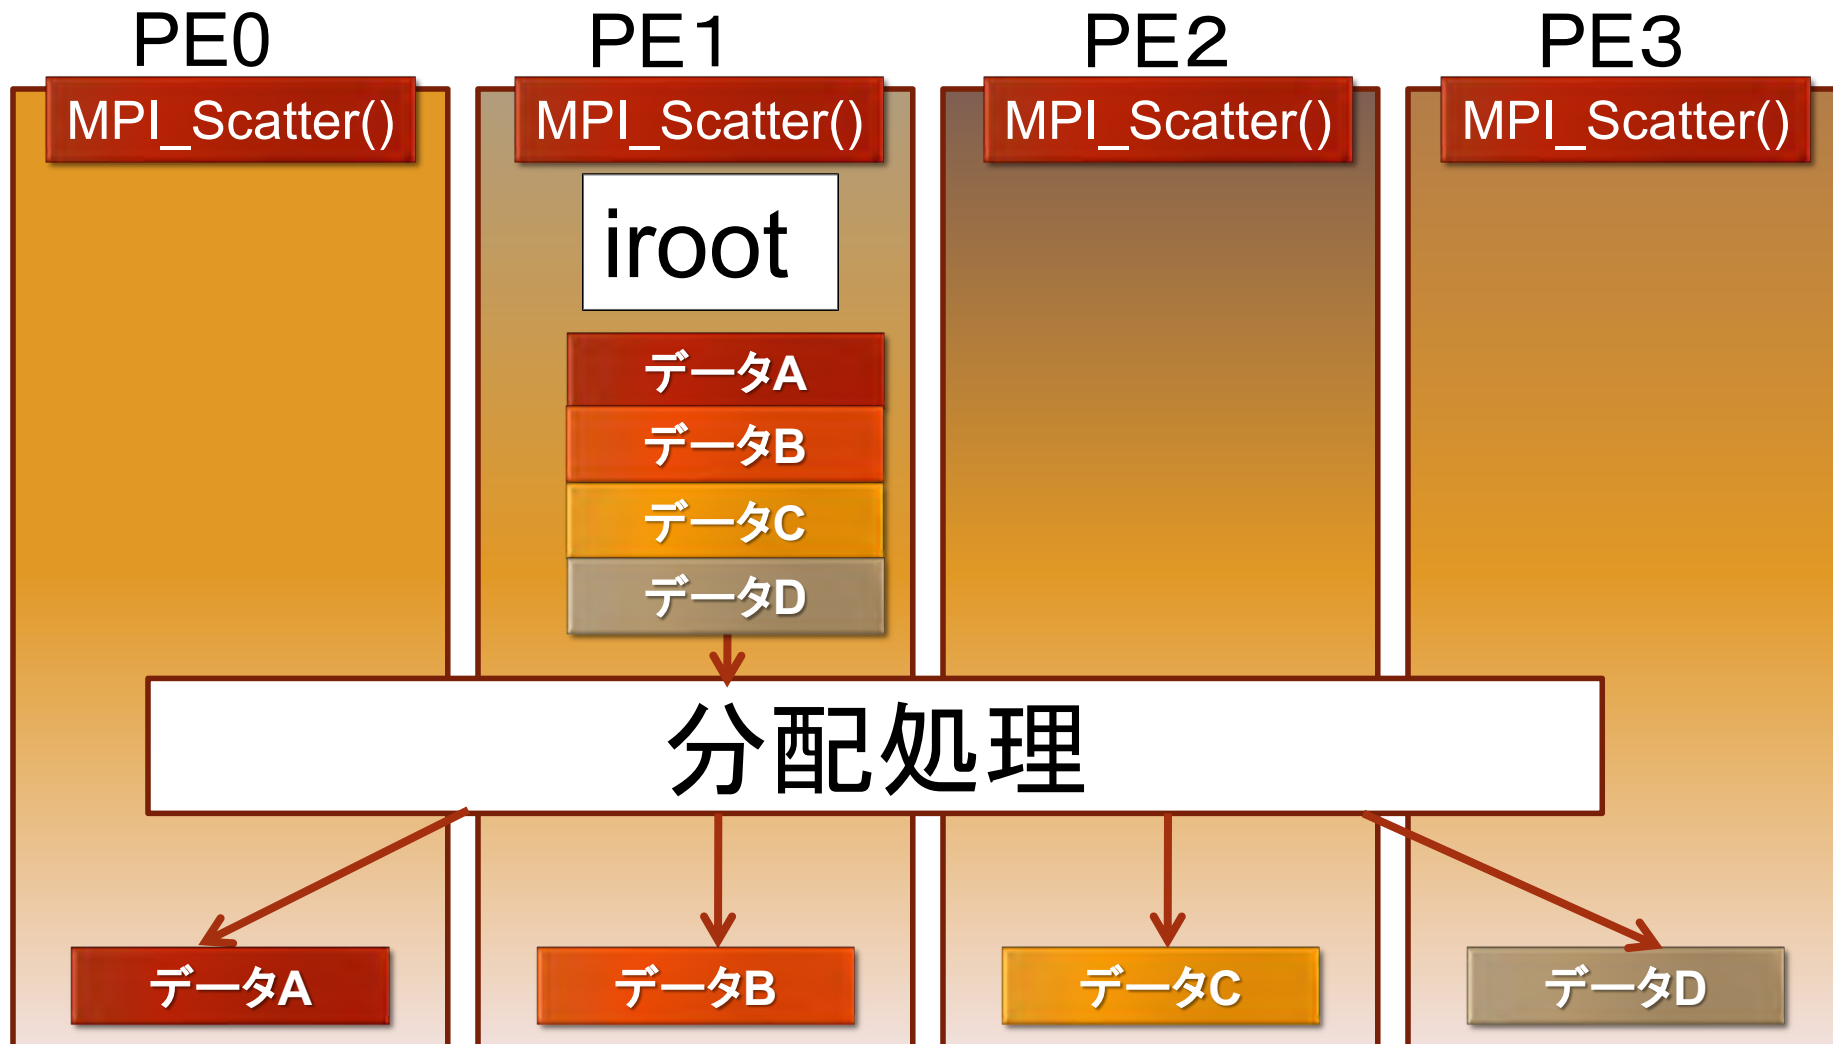 PE0
PE1
PE2
PE3
MPI_Scatter()
MPI_Scatter()
MPI_Scatter()
MPI_Scatter()
iroot
データA
データB
データC
データD
分配処理
データA
データB
データC
データD